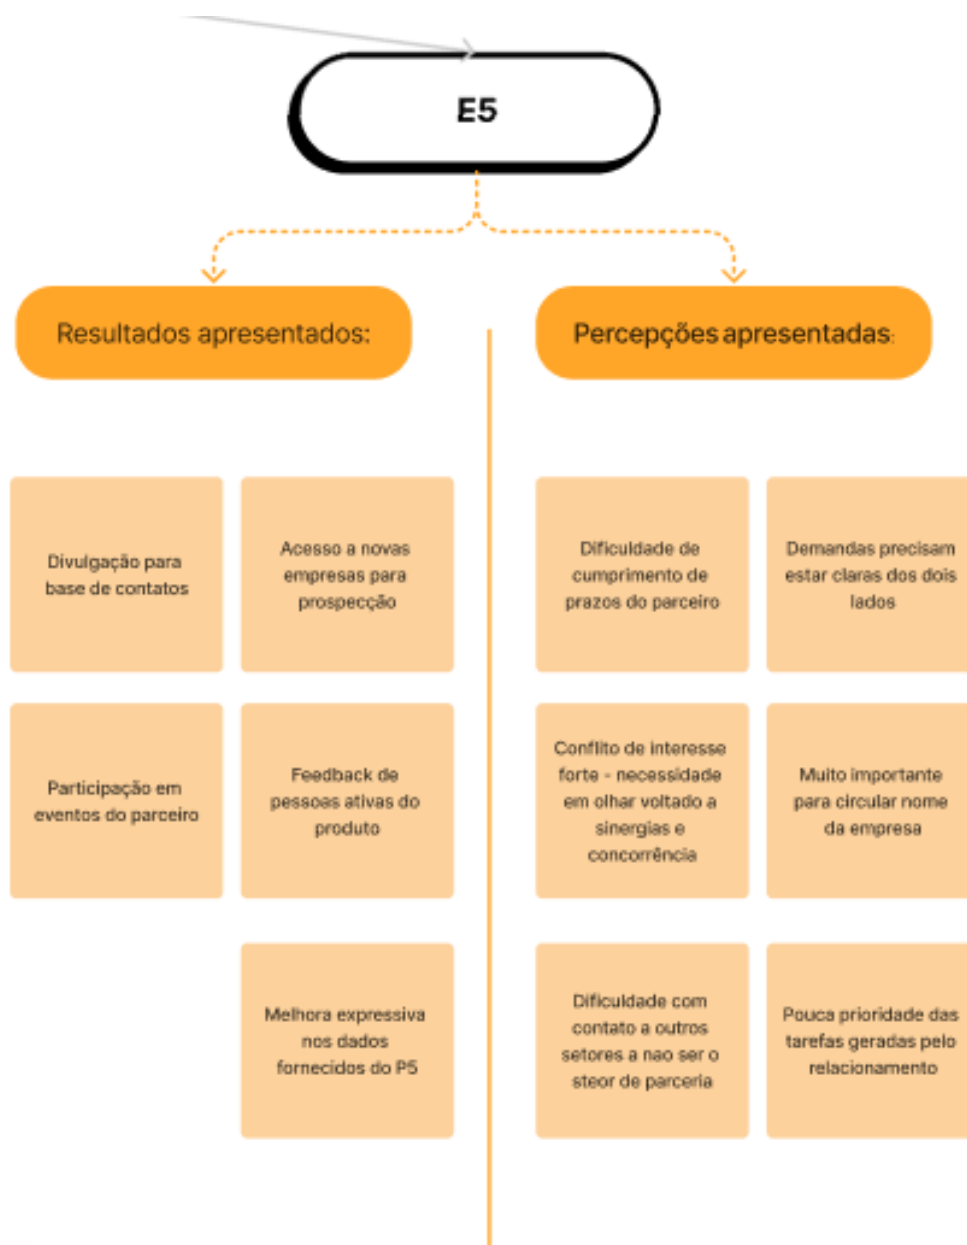 E5
Resultados apresentados:
Percepções apresentadas:
Divulgação para
base de contatos
Acesso a novas
empresas para
prospecção
Dificuldade de
cumprimento de
prazos do parceiro
Demandas precisam
estar claras dos dois
lados
Participação em
eventos do parceiro
Feedback de
pessoas ativas do
produto
Conflito de interesse
forte - necessidade
em olhar voltado a
sinergias e
concorrência
Muito importante
para circular nome
da empresa
Melhora expressiva
nos dados
fornecidos do P5
Dificuldade com
contato a outros
setores a nao ser o
steor de parceria
Pouca prioridade das
tarefas geradas pelo
relacionamento